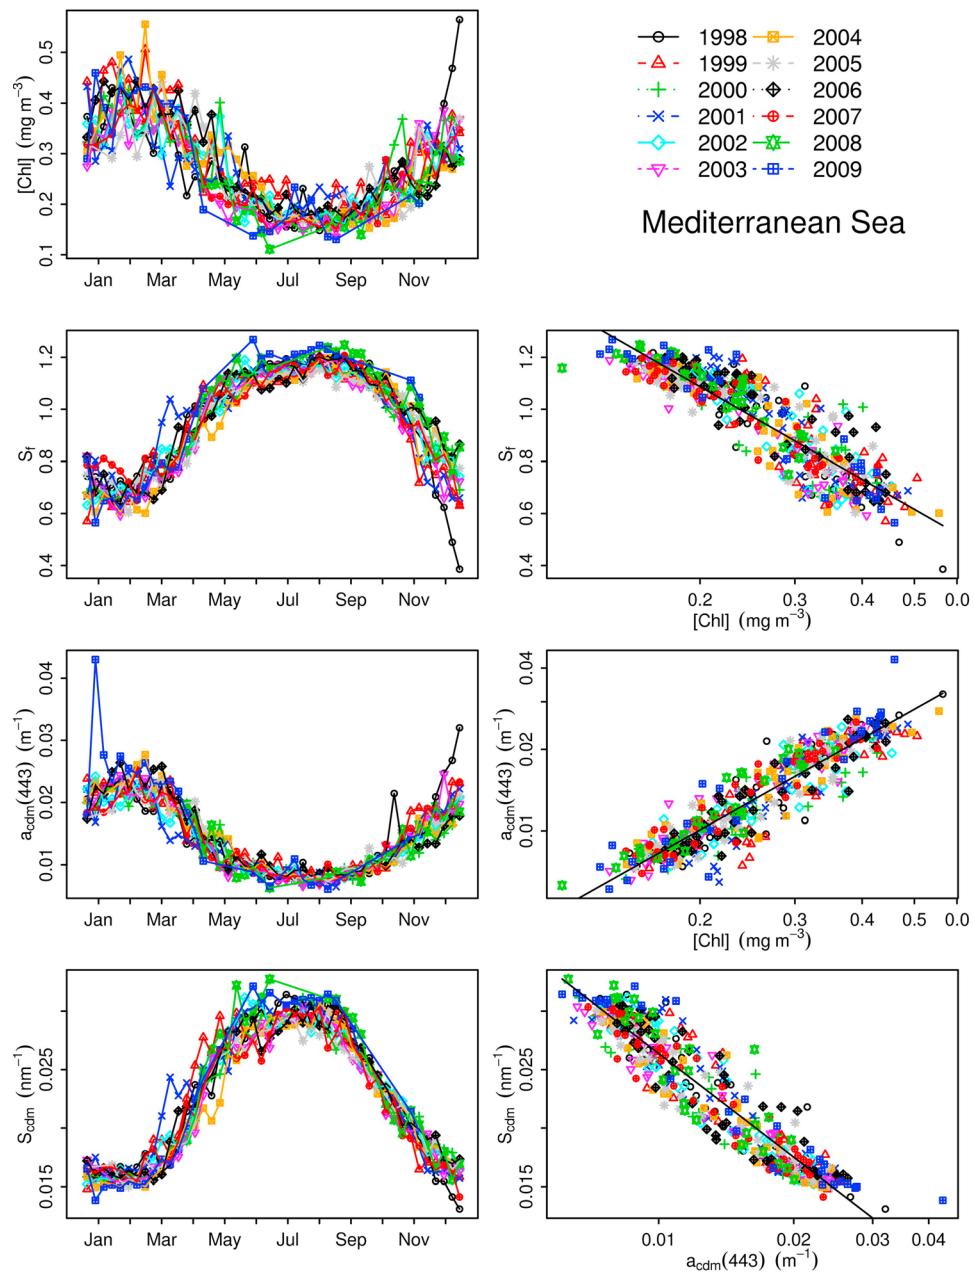 1998 2004
1999 2005
2000 2006
2001 2007
2002 2008
2003 2009
Mediterranean Sea
[Chl] (mg m⁻³)
0.5
0.4
0.3
0.2
0.1
Jan Mar May Jul Sep Nov
S_f
1.2
1.0
0.8
0.6
0.4
Jan Mar May Jul Sep Nov
S_f
1.2
1.0
0.8
0.6
0.4
0.2 0.3 0.4 0.5 0.0
[Chl] (mg m⁻³)
a_cdm(443) (m⁻¹)
0.04
0.03
0.02
0.01
Jan Mar May Jul Sep Nov
a_cdm(443) (m⁻¹)
0.04
0.02
0.01
0.2 0.3 0.4 0.5 0.0
[Chl] (mg m⁻³)
S_cdm (nm⁻¹)
0.025
0.015
Jan Mar May Jul Sep Nov
S_cdm (nm⁻¹)
0.025
0.015
0.01 0.02 0.03 0.04
a_cdm(443) (m⁻¹)